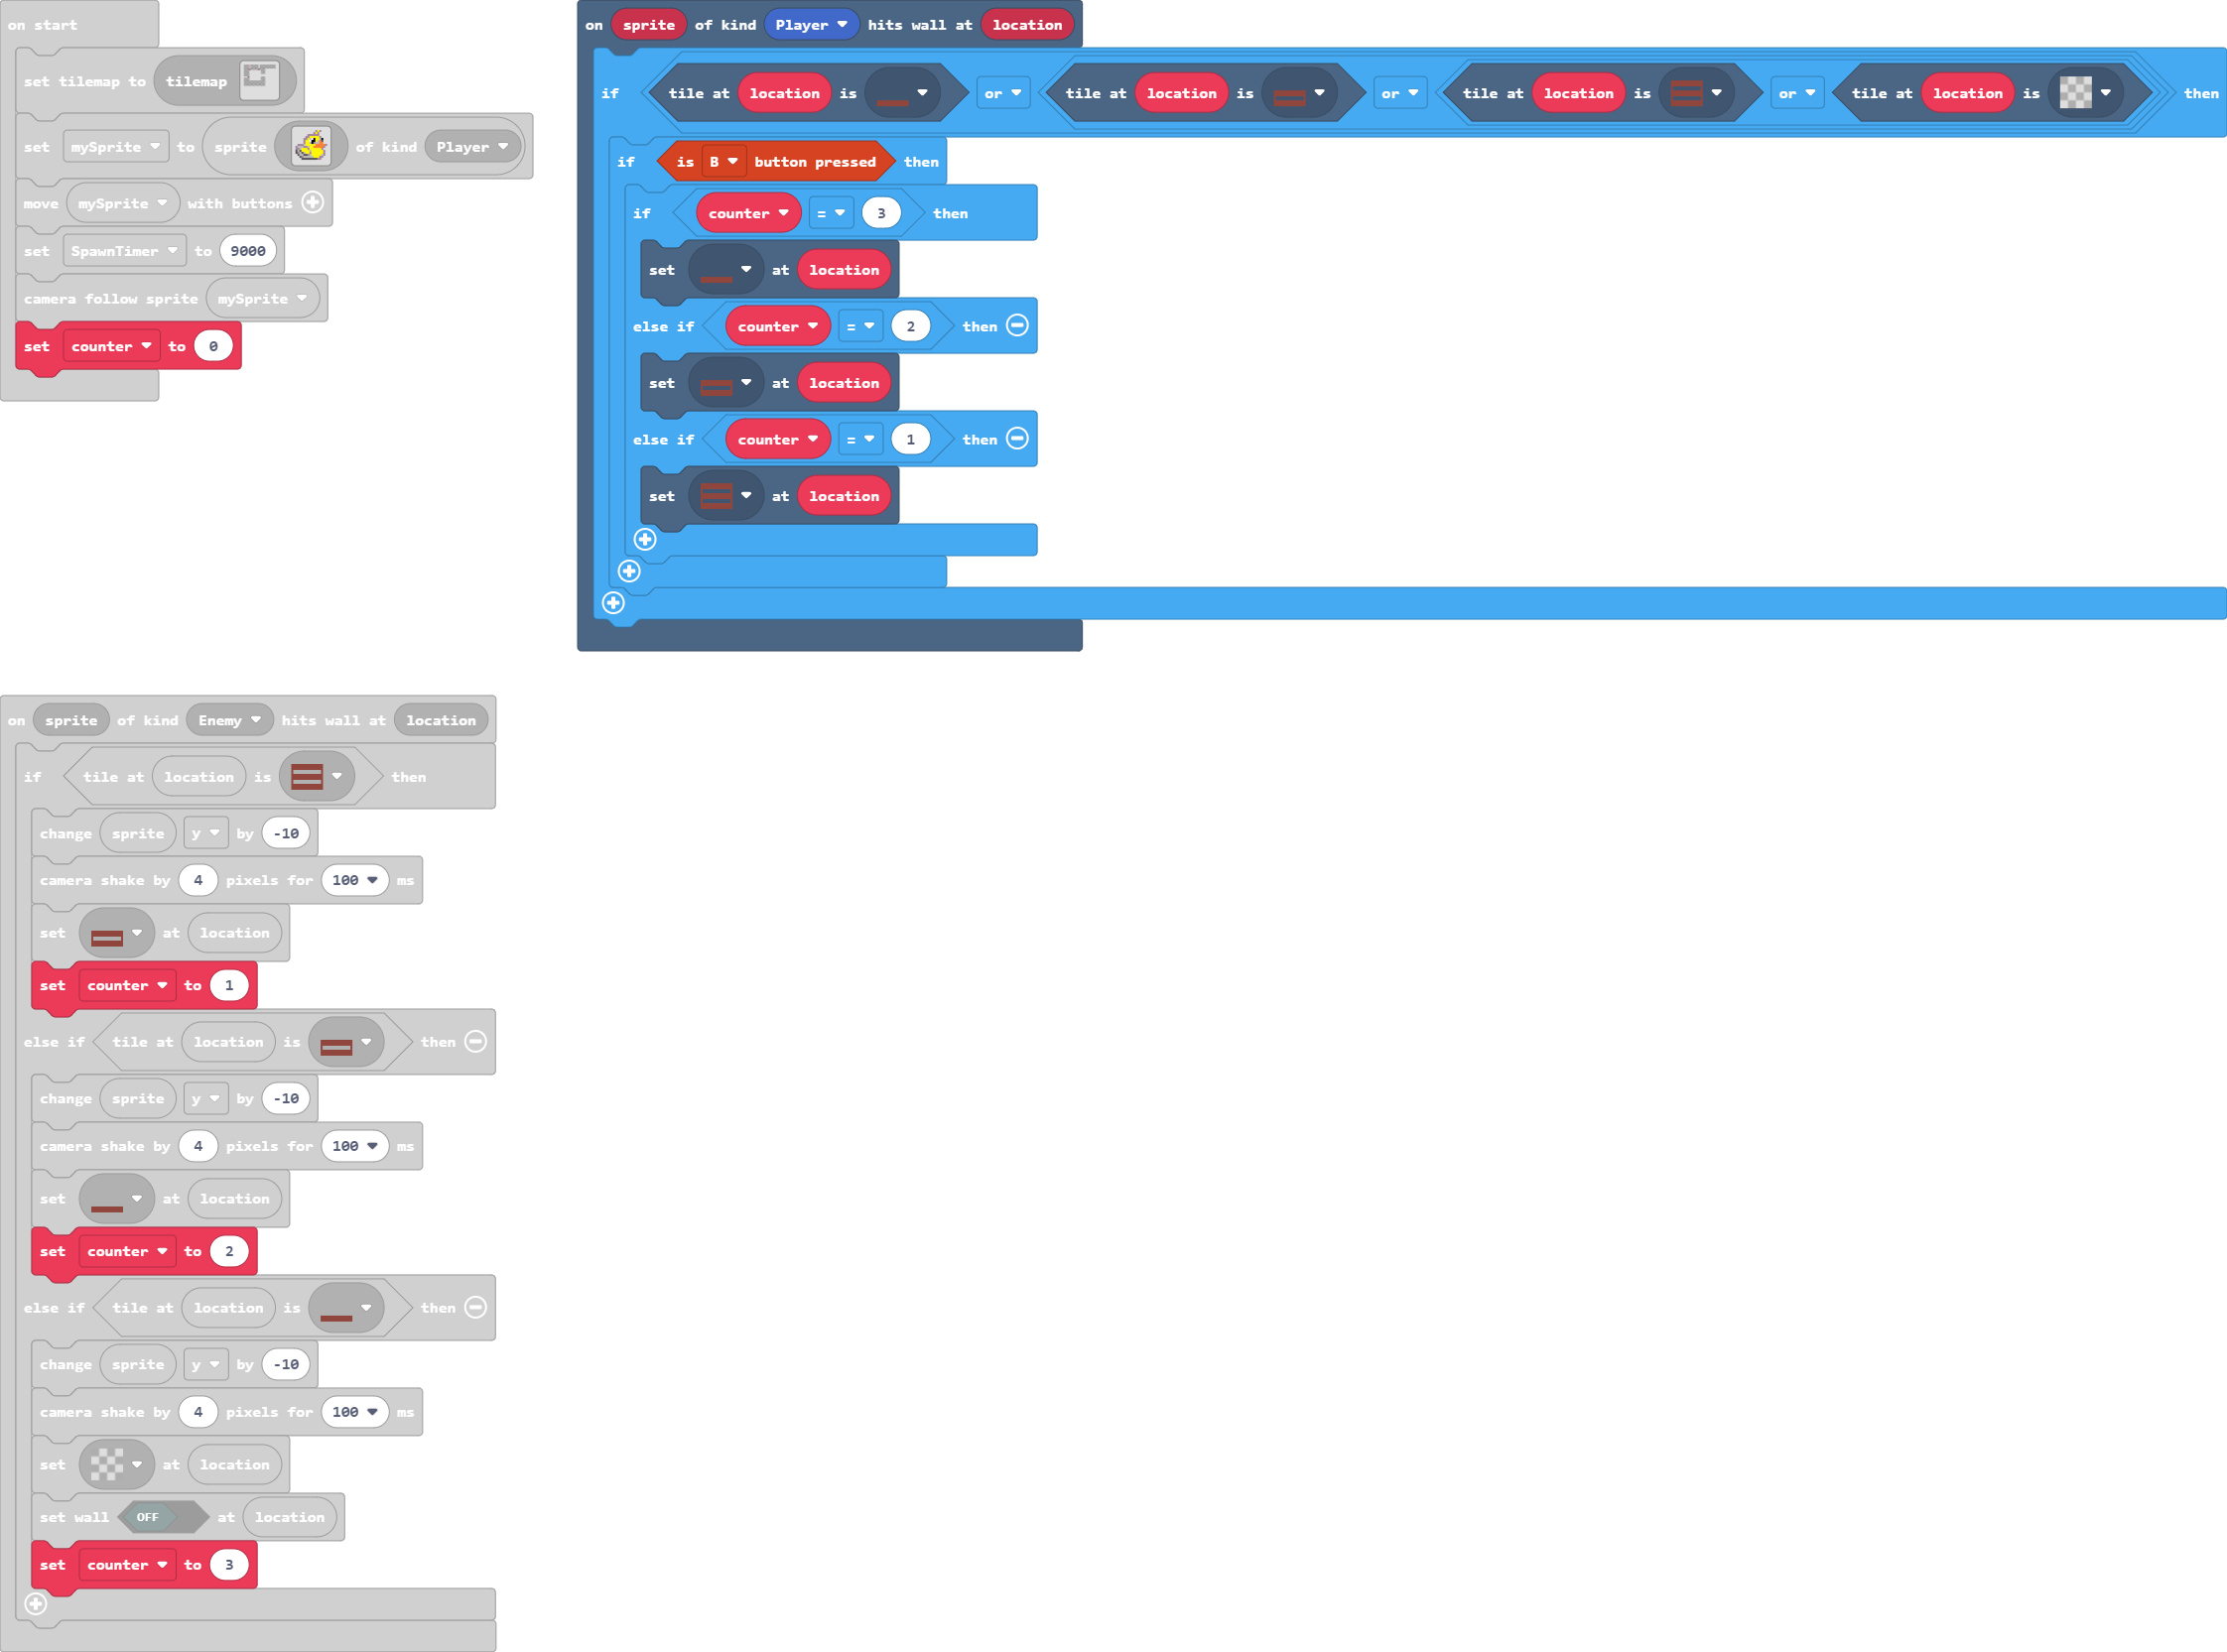 on start
set tilemap to tilemap
set mySprite to sprite of kind Player
move mySprite with buttons
set SpawnTimer to 9000
camera follow sprite mySprite
set counter to 0
on sprite of kind Player hits wall at location
if tile at location is or tile at location is or tile at location is or tile at location is then
if is B button pressed then
if counter = 3 then
set at location
else if counter = 2 then
set at location
else if counter = 1 then
set at location
on sprite of kind Enemy hits wall at location
if tile at location is then
change sprite y by -10
camera shake by 4 pixels for 100 ms
set at location
set counter to 1
else if tile at location is then
change sprite y by -10
camera shake by 4 pixels for 100 ms
set at location
set counter to 2
else if tile at location is then
change sprite y by -10
camera shake by 4 pixels for 100 ms
set at location
set wall OFF at location
set counter to 3